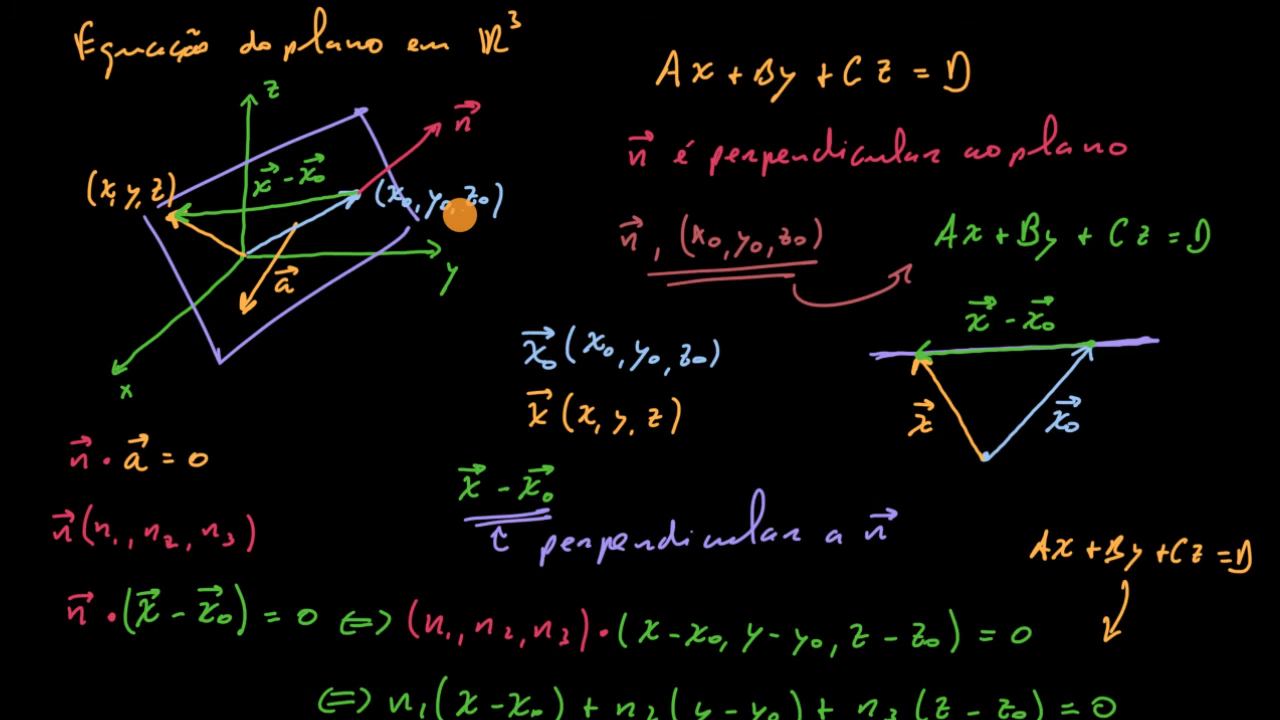 Equação do plano em ℝ³
Ax + By + Cz = D
z
n⃗
x⃗ - x⃗₀
n⃗ é perpendicular ao plano
(x, y, z)
(x₀, y₀, z₀)
n⃗, (x₀, y₀, z₀)
Ax + By + Cz = D
a⃗
y
x
x⃗ - x⃗₀
x⃗₀ (x₀, y₀, z₀)
x⃗ (x, y, z)
x⃗
x⃗₀
n⃗ · a⃗ = 0
x⃗ - x⃗₀
perpendicular a n⃗
n⃗ (n₁, n₂, n₃)
Ax + By + Cz = D
n⃗ · (x⃗ - x⃗₀) = 0 ⇔ (n₁, n₂, n₃) · (x - x₀, y - y₀, z - z₀) = 0
⇔ n₁(x - x₀) + n₂(y - y₀) + n₃(z - z₀) = 0